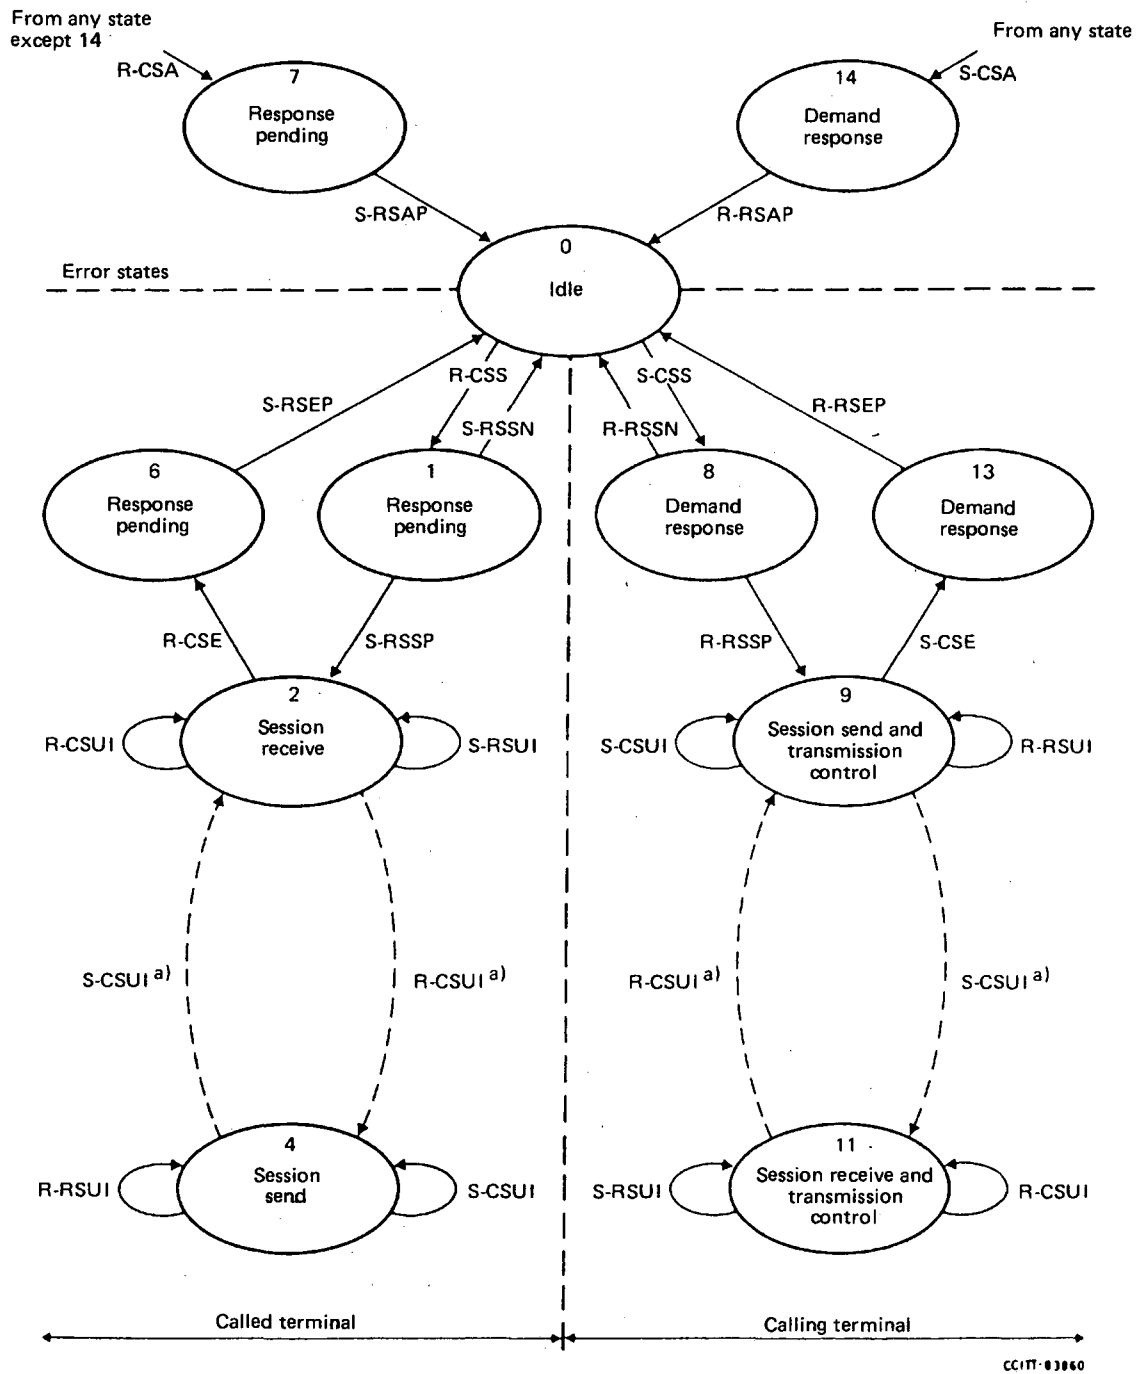 From any state
except 14
From any state
R-CSA
S-CSA
7
Response
pending
14
Demand
response
S-RSAP
R-RSAP
0
Idle
Error states
R-CSS
S-CSS
S-RSEP
R-RSEP
S-RSSN
R-RSSN
6
Response
pending
1
Response
pending
8
Demand
response
13
Demand
response
R-CSE
S-RSSP
R-RSSP
S-CSE
2
Session
receive
9
Session send and
transmission
control
R-CSUI
S-RSUI
S-CSUI
R-RSUI
S-CSUI a)
R-CSUI a)
R-CSUI a)
S-CSUI a)
4
Session
send
11
Session receive and
transmission
control
R-RSUI
S-CSUI
S-RSUI
R-CSUI
Called terminal
Calling terminal
CCITT-83860